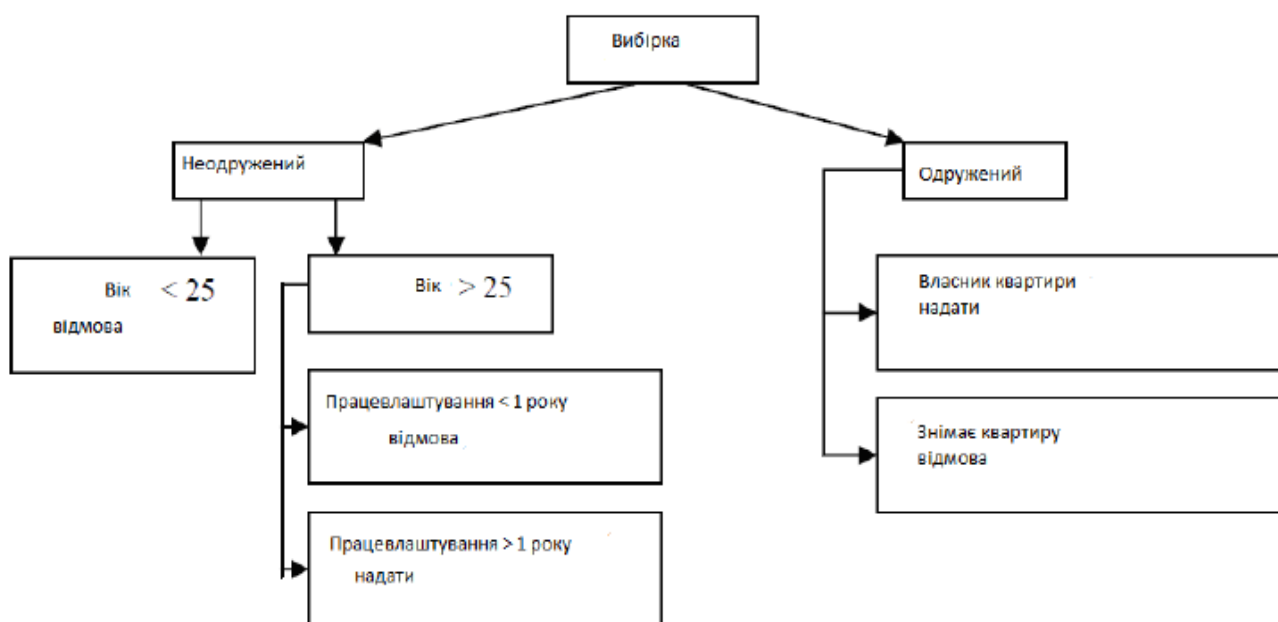 Вибірка
Неодружений
Одружений
Вік < 25
відмова
Вік > 25
Працевлаштування < 1 року
відмова
Працевлаштування > 1 року
надати
Власник квартири
надати
Знімає квартиру
відмова